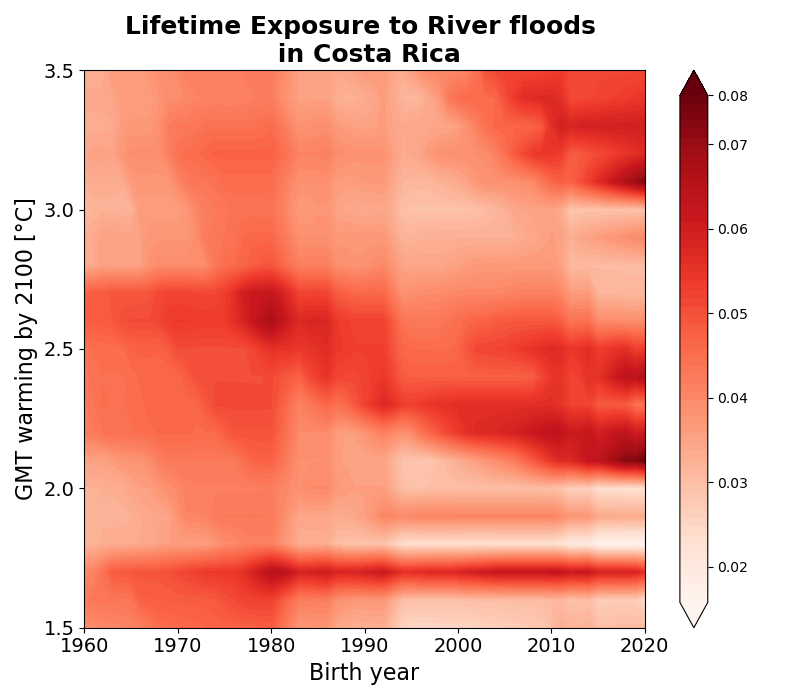 Lifetime Exposure to River floods
in Costa Rica
GMT warming by 2100 [°C]
3.5
3.0
2.5
2.0
1.5
1960 1970 1980 1990 2000 2010 2020
Birth year
0.08
0.07
0.06
0.05
0.04
0.03
0.02